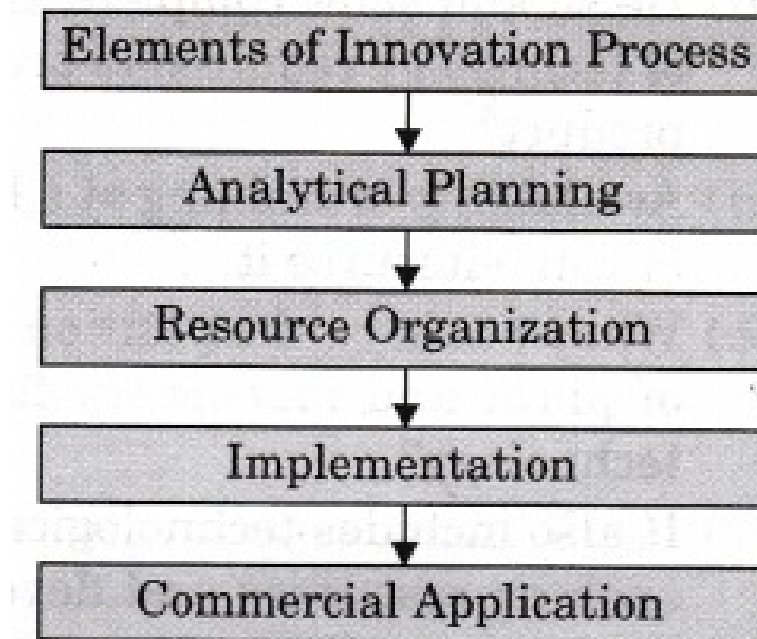 Elements of Innovation Process
Analytical Planning
Resource Organization
Implementation
Commercial Application